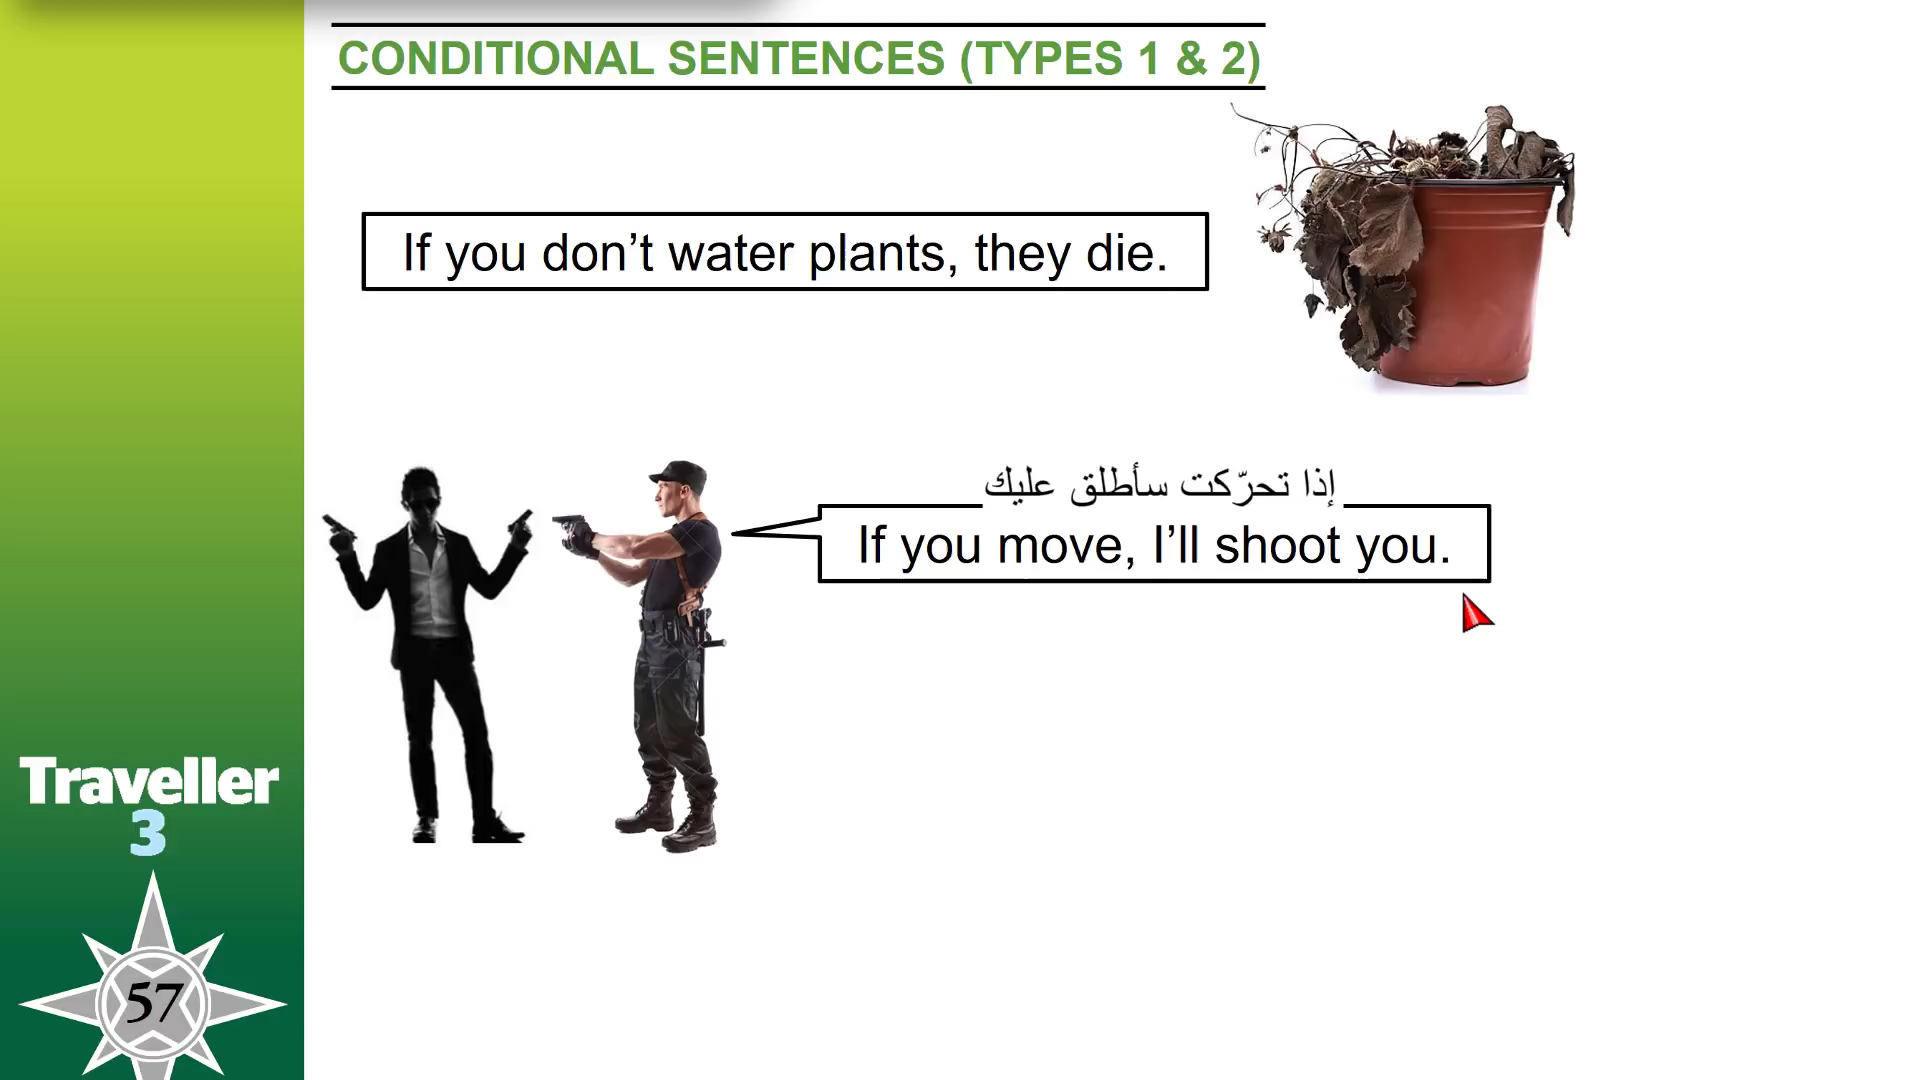 CONDITIONAL SENTENCES (TYPES 1 & 2)
If you don’t water plants, they die.
إذا تحرّكت سأطلق عليك
If you move, I’ll shoot you.
Traveller
3
57